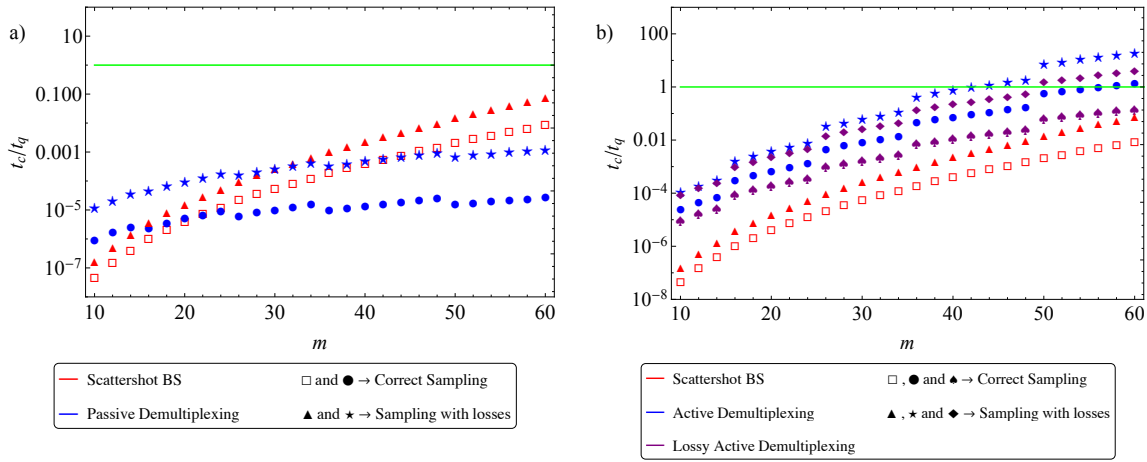 a)
10
0.100
0.001
10⁻⁵
10⁻⁷
t_c/t_q
10 20 30 40 50 60
m
Scattershot BS □ and ● → Correct Sampling
Passive Demultiplexing ▲ and ★ → Sampling with losses
b)
100
1
0.01
10⁻⁴
10⁻⁶
10⁻⁸
t_c/t_q
10 20 30 40 50 60
m
Scattershot BS □ , ● and ♠ → Correct Sampling
Active Demultiplexing ▲ , ★ and ◆ → Sampling with losses
Lossy Active Demultiplexing